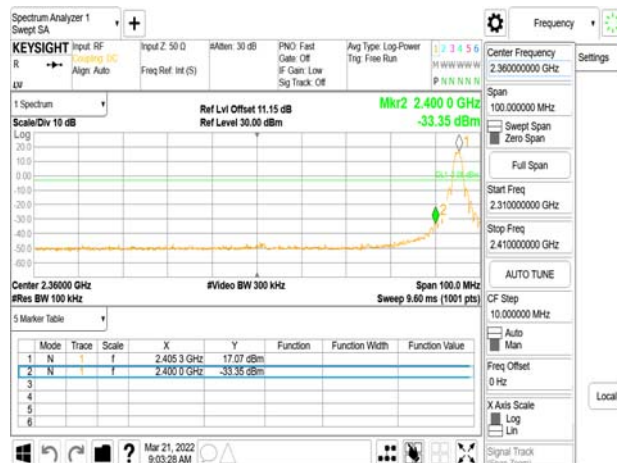 Spectrum Analyzer 1
Swept SA
Frequency
KEYSIGHT
Input: RF
Coupling: DC
Align: Auto
Input Z: 50 Ω
Freq Ref: Int (S)
#Atten: 30 dB
PNO: Fast
Gate: Off
IF Gain: Low
Sig Track: Off
Avg Type: Log-Power
Trig: Free Run
1 2 3 4 5 6
M W W W W W
P N N N N N
R
Center Frequency
2.360000000 GHz
Settings
Span
100.000000 MHz
Swept Span
Zero Span
Full Span
Start Freq
2.310000000 GHz
Stop Freq
2.410000000 GHz
AUTO TUNE
CF Step
10.000000 MHz
Auto
Man
Freq Offset
0 Hz
X Axis Scale
Log
Lin
Signal Track
Local
1 Spectrum
Scale/Div 10 dB
Ref Lvl Offset 11.15 dB
Ref Level 30.00 dBm
Mkr2 2.400 0 GHz
-33.35 dBm
Log
20.0
10.0
0.00
-10.0
-20.0
-30.0
-40.0
-50.0
-60.0
1
2
Center 2.36000 GHz
#Res BW 100 kHz
#Video BW 300 kHz
Span 100.0 MHz
Sweep 9.60 ms (1001 pts)
5 Marker Table
Mode Trace Scale X Y Function Function Width Function Value
1 N 1 f 2.405 3 GHz 17.07 dBm
2 N 1 f 2.400 0 GHz -33.35 dBm
3
4
5
6
?
Mar 21, 2022
9:03:28 AM